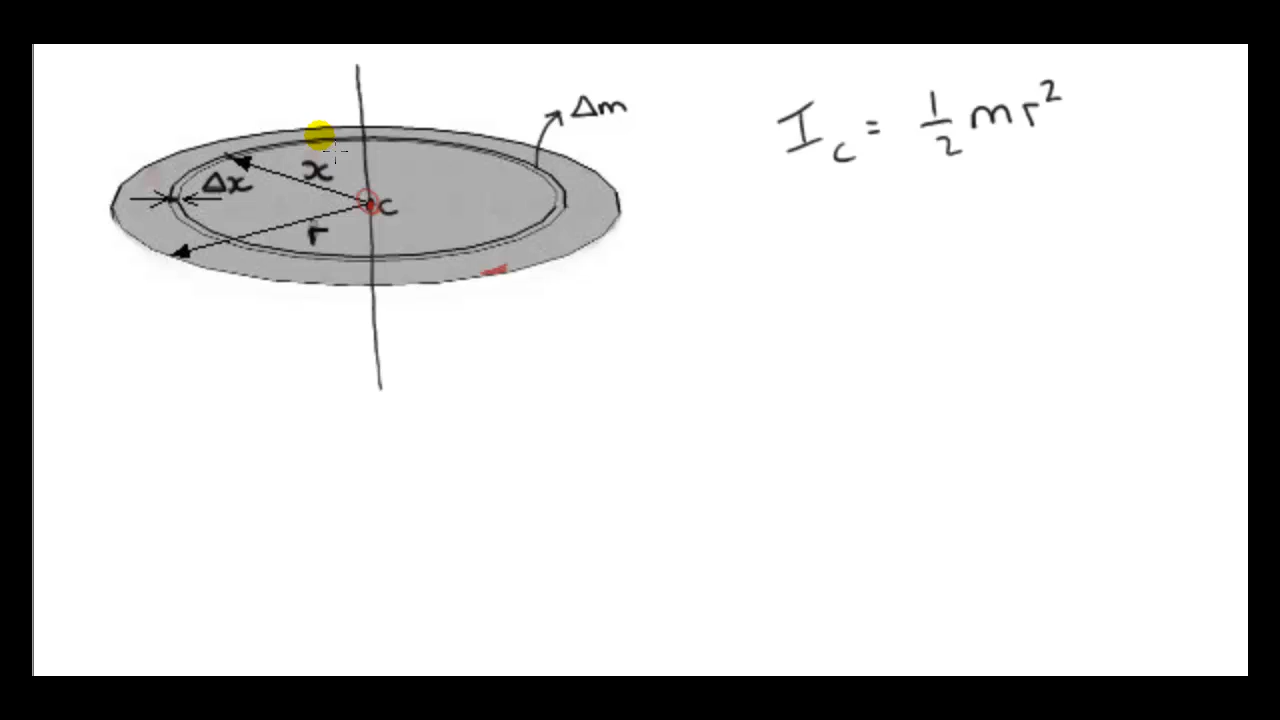 Δm
I_c = 1/2 mr²
x
Δx
C
r